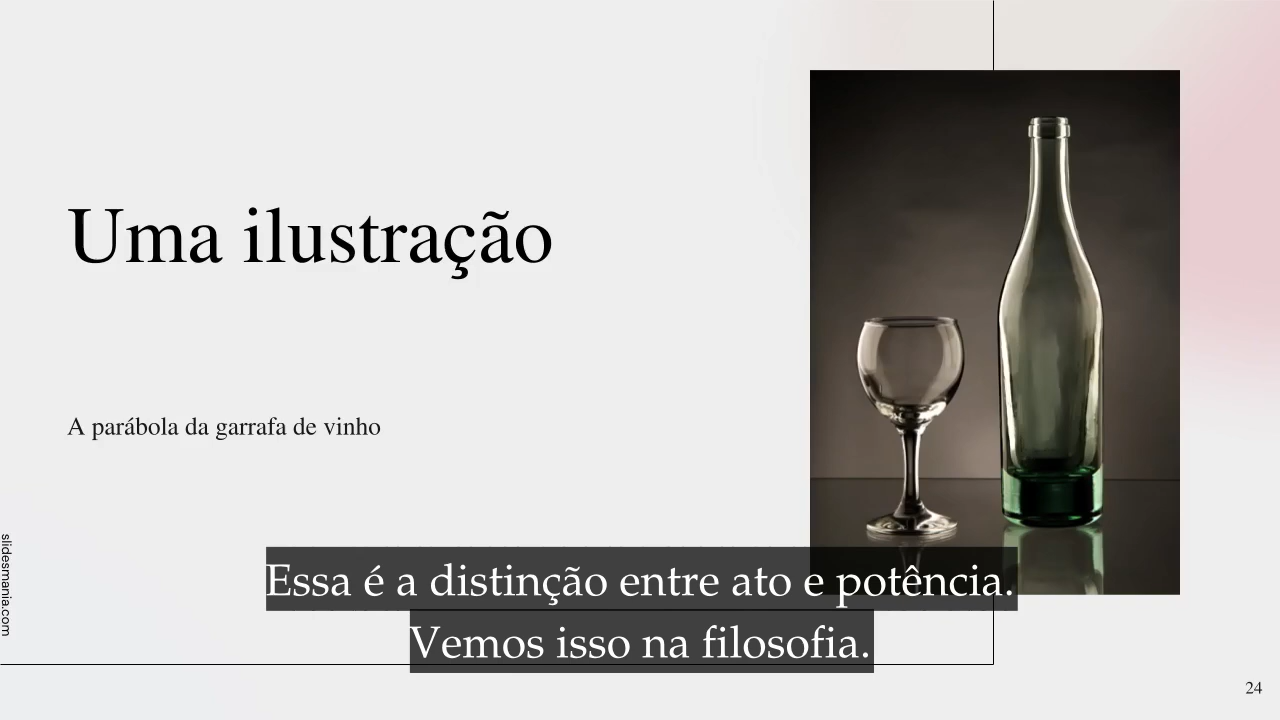 Uma ilustração
A parábola da garrafa de vinho
slidesmania.com
Essa é a distinção entre ato e potência.
Vemos isso na filosofia.
24